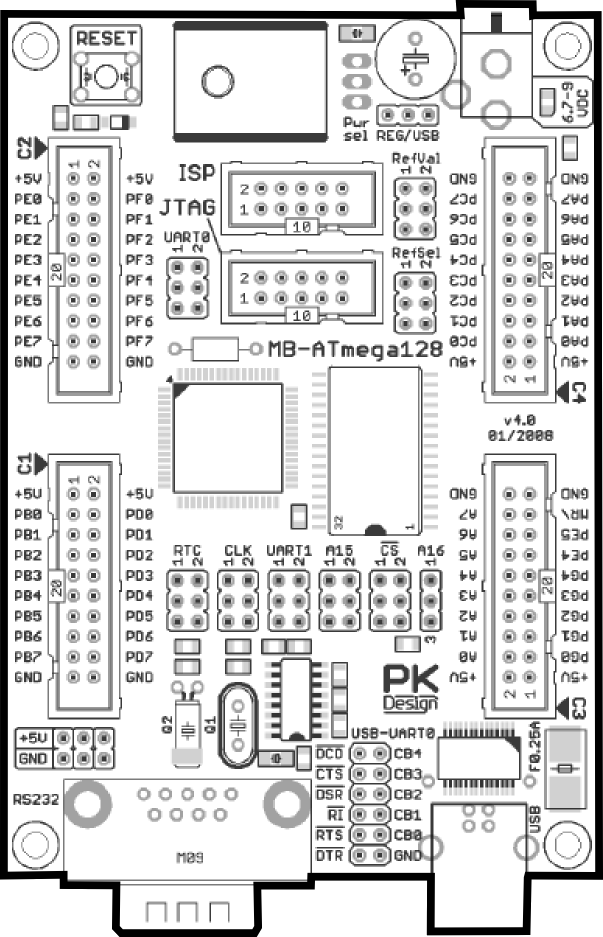 RESET
6.7-9
VDC
Pwr
sel
REG/USB
C2
1 2
+5V +5V
PE0 PF0
PE1 PF1
PE2 PF2
PE3 PF3
PE4 PF4
PE5 PF5
PE6 PF6
PE7 PF7
GND GND
20
ISP
2
1
10
JTAG
2
1
10
UART0
1 2
RefVal
1 2
RefSel
1 2
GND GND
PC7 PA7
PC6 PA6
PC5 PA5
PC4 PA4
PC3 PA3
PC2 PA2
PC1 PA1
PC0 PA0
+5V +5V
20
2 1
C4
MB-ATmega128
v4.0
01/2008
32 1
C1
1 2
+5V +5V
PB0 PD0
PB1 PD1
PB2 PD2
PB3 PD3
PB4 PD4
PB5 PD5
PB6 PD6
PB7 PD7
GND GND
20
RTC CLK UART1 A15 CS A16
1 2 1 2 1 2 1 2 1 2 1
3
GND GND
A7 MR/
A6 PE5
A5 PE4
A4 PG4
A3 PG3
A2 PG2
A1 PG1
A0 PG0
+5V +5V
20
2 1
C3
PK
Design
Q2
Q1
+5V
GND
USB-UART0
DCD CB4
CTS CB3
DSR CB2
RI CB1
RTS CB0
DTR GND
F0.25A
RS232
M09
USB